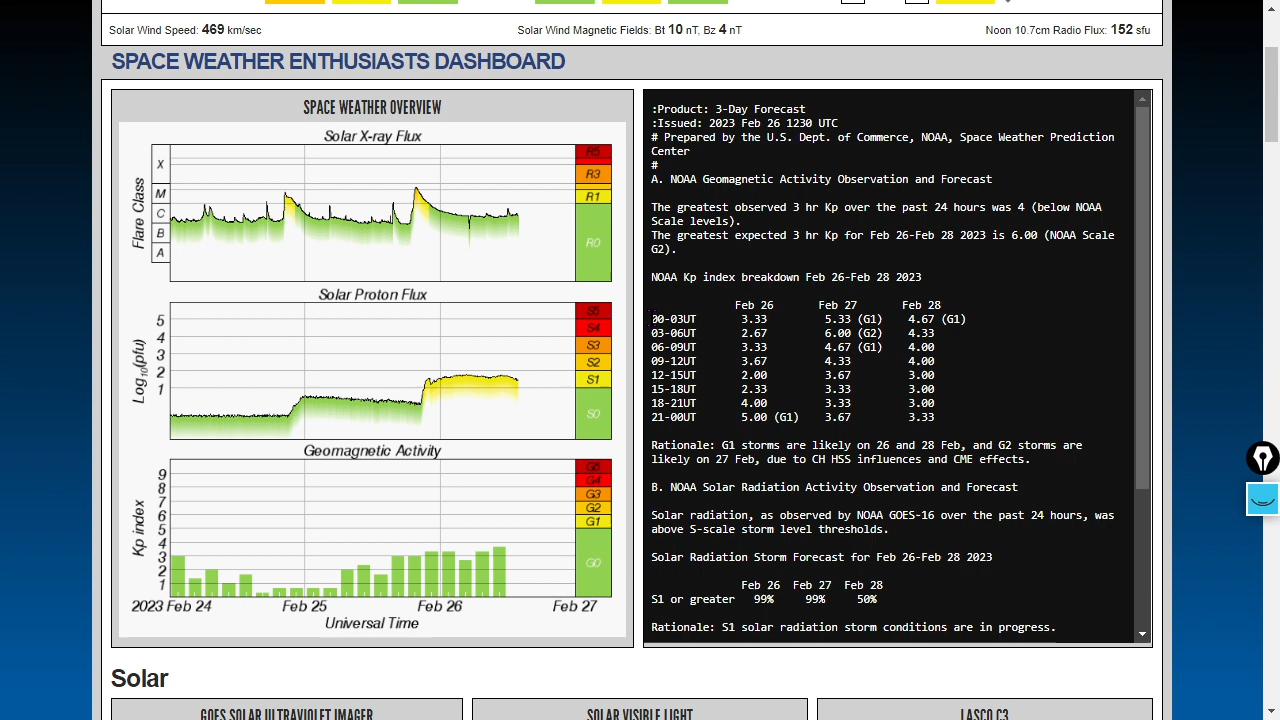 Solar Wind Speed: 469 km/sec
Solar Wind Magnetic Fields: Bt 10 nT, Bz 4 nT
Noon 10.7cm Radio Flux: 152 sfu
SPACE WEATHER ENTHUSIASTS DASHBOARD
SPACE WEATHER OVERVIEW
Solar X-ray Flux
Flare Class
X
M
C
B
A
R5
R3
R1
R0
Solar Proton Flux
Log10(pfu)
5
4
3
2
1
S5
S4
S3
S2
S1
S0
Geomagnetic Activity
Kp index
9
8
7
6
5
4
3
2
1
G5
G4
G3
G2
G1
G0
2023 Feb 24 Feb 25 Feb 26 Feb 27
Universal Time
:Product: 3-Day Forecast
:Issued: 2023 Feb 26 1230 UTC
# Prepared by the U.S. Dept. of Commerce, NOAA, Space Weather Prediction
Center
#
A. NOAA Geomagnetic Activity Observation and Forecast
The greatest observed 3 hr Kp over the past 24 hours was 4 (below NOAA
Scale levels).
The greatest expected 3 hr Kp for Feb 26-Feb 28 2023 is 6.00 (NOAA Scale
G2).
NOAA Kp index breakdown Feb 26-Feb 28 2023
Feb 26 Feb 27 Feb 28
00-03UT 3.33 5.33 (G1) 4.67 (G1)
03-06UT 2.67 6.00 (G2) 4.33
06-09UT 3.33 4.67 (G1) 4.00
09-12UT 3.67 4.33 4.00
12-15UT 2.00 3.67 3.00
15-18UT 2.33 3.33 3.00
18-21UT 4.00 3.33 3.00
21-00UT 5.00 (G1) 3.67 3.33
Rationale: G1 storms are likely on 26 and 28 Feb, and G2 storms are
likely on 27 Feb, due to CH HSS influences and CME effects.
B. NOAA Solar Radiation Activity Observation and Forecast
Solar radiation, as observed by NOAA GOES-16 over the past 24 hours, was
above S-scale storm level thresholds.
Solar Radiation Storm Forecast for Feb 26-Feb 28 2023
Feb 26 Feb 27 Feb 28
S1 or greater 99% 99% 50%
Rationale: S1 solar radiation storm conditions are in progress.
Solar
GOES SOLAR ULTRAVIOLET IMAGER
SOLAR VISIBLE LIGHT
LASCO C3